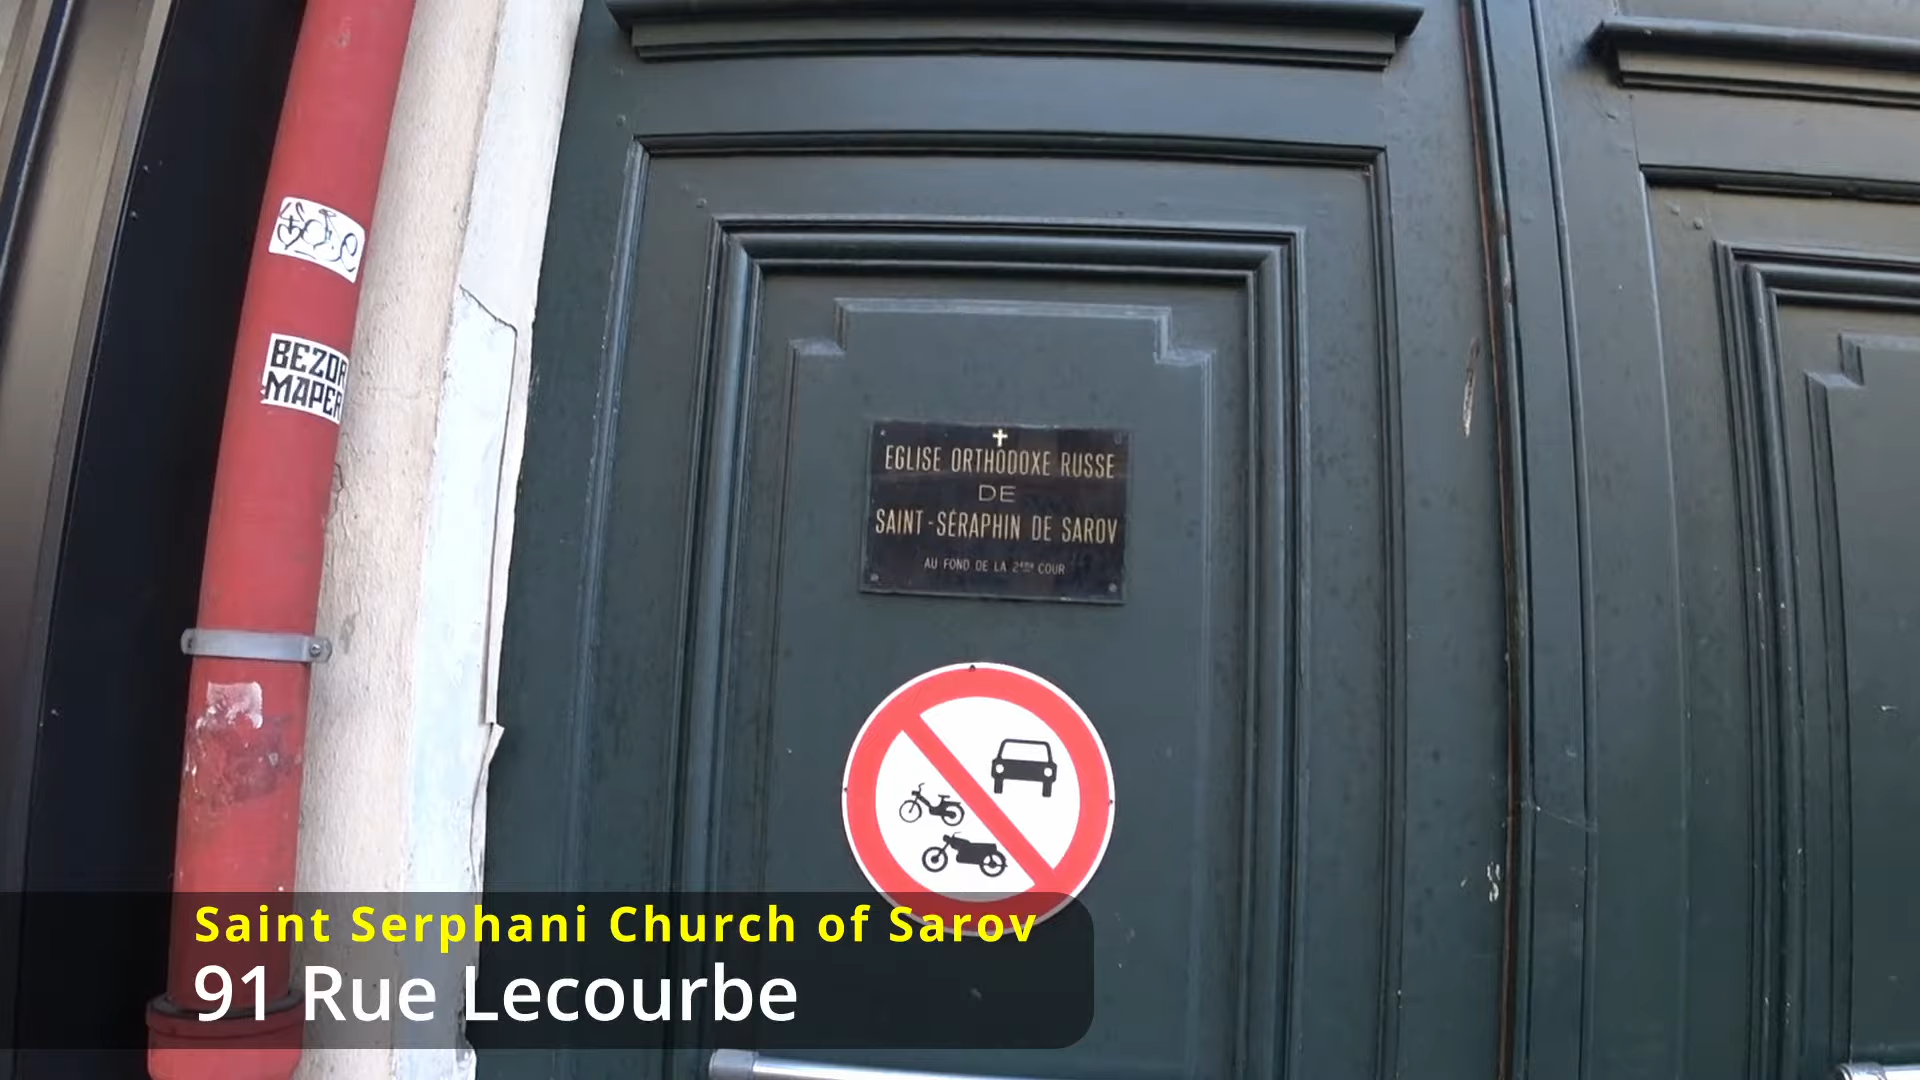 BEZOR
MAPER
EGLISE ORTHODOXE RUSSE
DE
SAINT-SÉRAPHIN DE SAROV
AU FOND DE LA 2ème COUR
Saint Serphani Church of Sarov
91 Rue Lecourbe